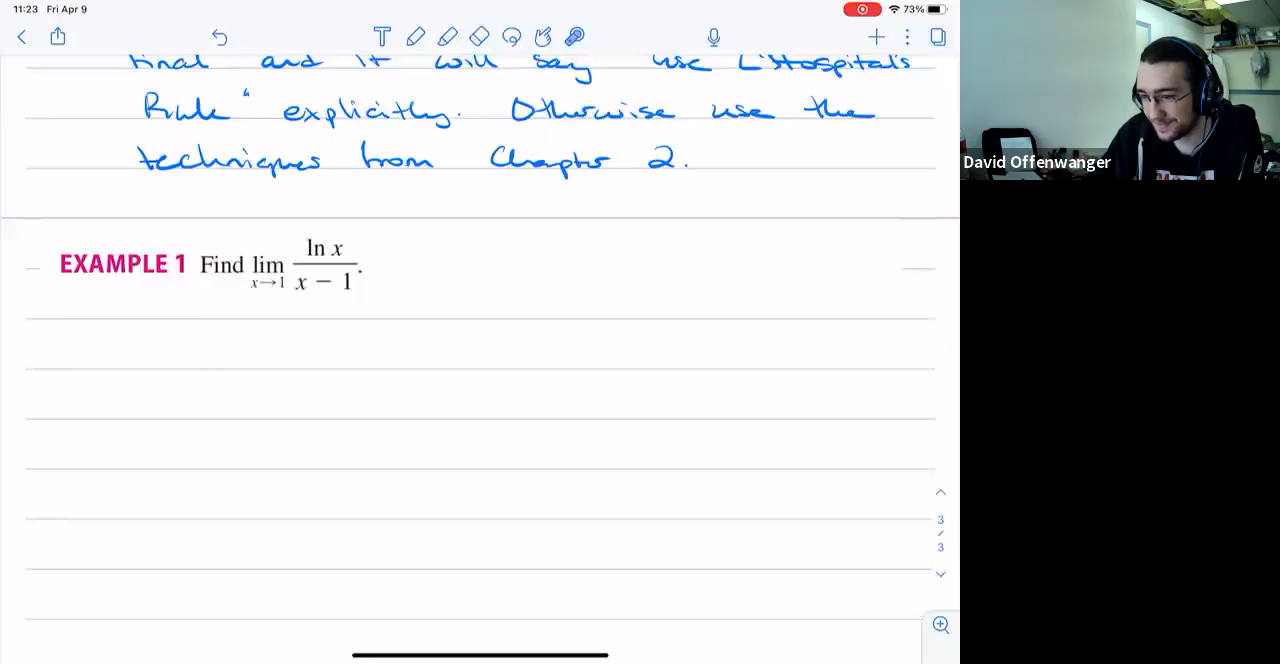 11:23 Fri Apr 9
73%
final and it will say use L'Hospital's
Rule" explicitly. Otherwise use the
techniques from Chapter 2.
David Offenwanger
EXAMPLE 1 Find lim x→1 ln x / x − 1.
3
/
3